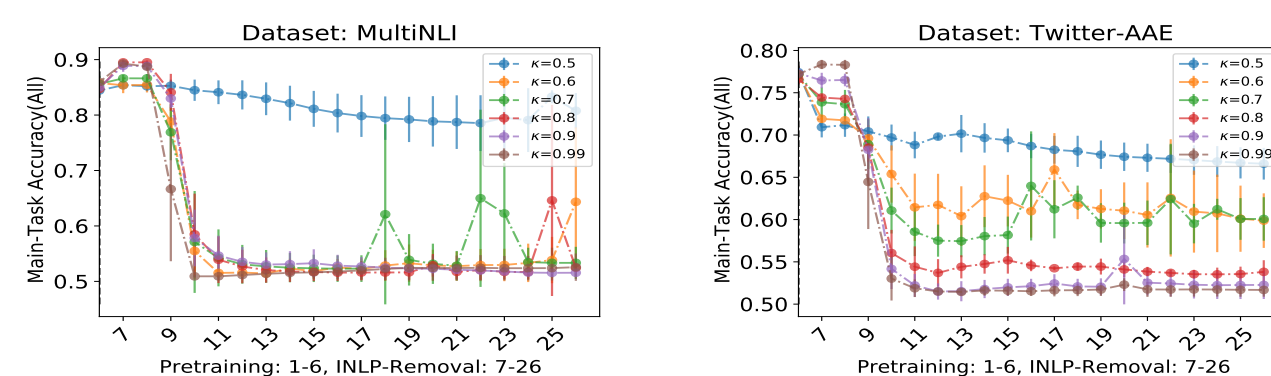 Dataset: MultiNLI
Main-Task Accuracy(All)
0.9
0.8
0.7
0.6
0.5
κ=0.5
κ=0.6
κ=0.7
κ=0.8
κ=0.9
κ=0.99
7 9 11 13 15 17 19 21 23 25
Pretraining: 1-6, INLP-Removal: 7-26
Dataset: Twitter-AAE
Main-Task Accuracy(All)
0.80
0.75
0.70
0.65
0.60
0.55
0.50
κ=0.5
κ=0.6
κ=0.7
κ=0.8
κ=0.9
κ=0.99
7 9 11 13 15 17 19 21 23 25
Pretraining: 1-6, INLP-Removal: 7-26